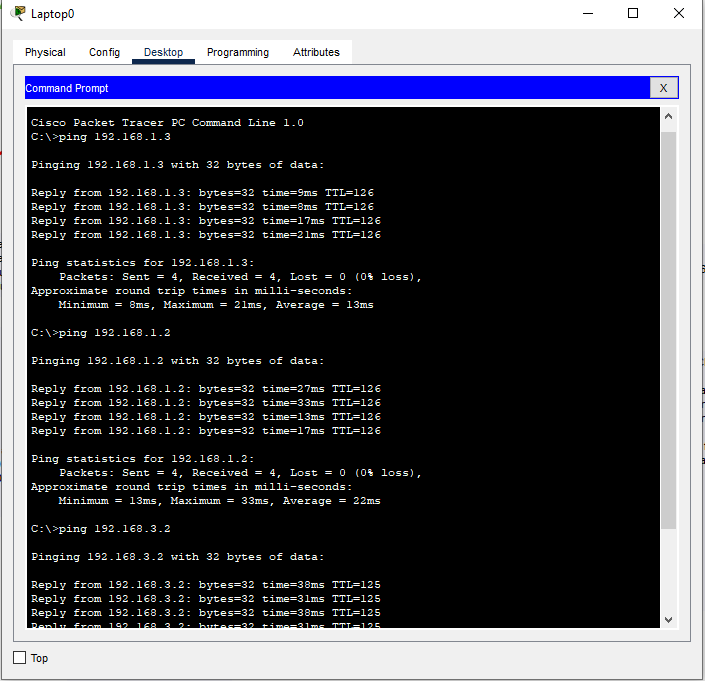 Laptop0
Physical Config Desktop Programming Attributes
Command Prompt X
Cisco Packet Tracer PC Command Line 1.0
C:\>ping 192.168.1.3
Pinging 192.168.1.3 with 32 bytes of data:
Reply from 192.168.1.3: bytes=32 time=9ms TTL=126
Reply from 192.168.1.3: bytes=32 time=8ms TTL=126
Reply from 192.168.1.3: bytes=32 time=17ms TTL=126
Reply from 192.168.1.3: bytes=32 time=21ms TTL=126
Ping statistics for 192.168.1.3:
Packets: Sent = 4, Received = 4, Lost = 0 (0% loss),
Approximate round trip times in milli-seconds:
Minimum = 8ms, Maximum = 21ms, Average = 13ms
C:\>ping 192.168.1.2
Pinging 192.168.1.2 with 32 bytes of data:
Reply from 192.168.1.2: bytes=32 time=27ms TTL=126
Reply from 192.168.1.2: bytes=32 time=33ms TTL=126
Reply from 192.168.1.2: bytes=32 time=13ms TTL=126
Reply from 192.168.1.2: bytes=32 time=17ms TTL=126
Ping statistics for 192.168.1.2:
Packets: Sent = 4, Received = 4, Lost = 0 (0% loss),
Approximate round trip times in milli-seconds:
Minimum = 13ms, Maximum = 33ms, Average = 22ms
C:\>ping 192.168.3.2
Pinging 192.168.3.2 with 32 bytes of data:
Reply from 192.168.3.2: bytes=32 time=38ms TTL=125
Reply from 192.168.3.2: bytes=32 time=31ms TTL=125
Reply from 192.168.3.2: bytes=32 time=38ms TTL=125
Reply from 192.168.3.2: bytes=32 time=31ms TTL=125
Top